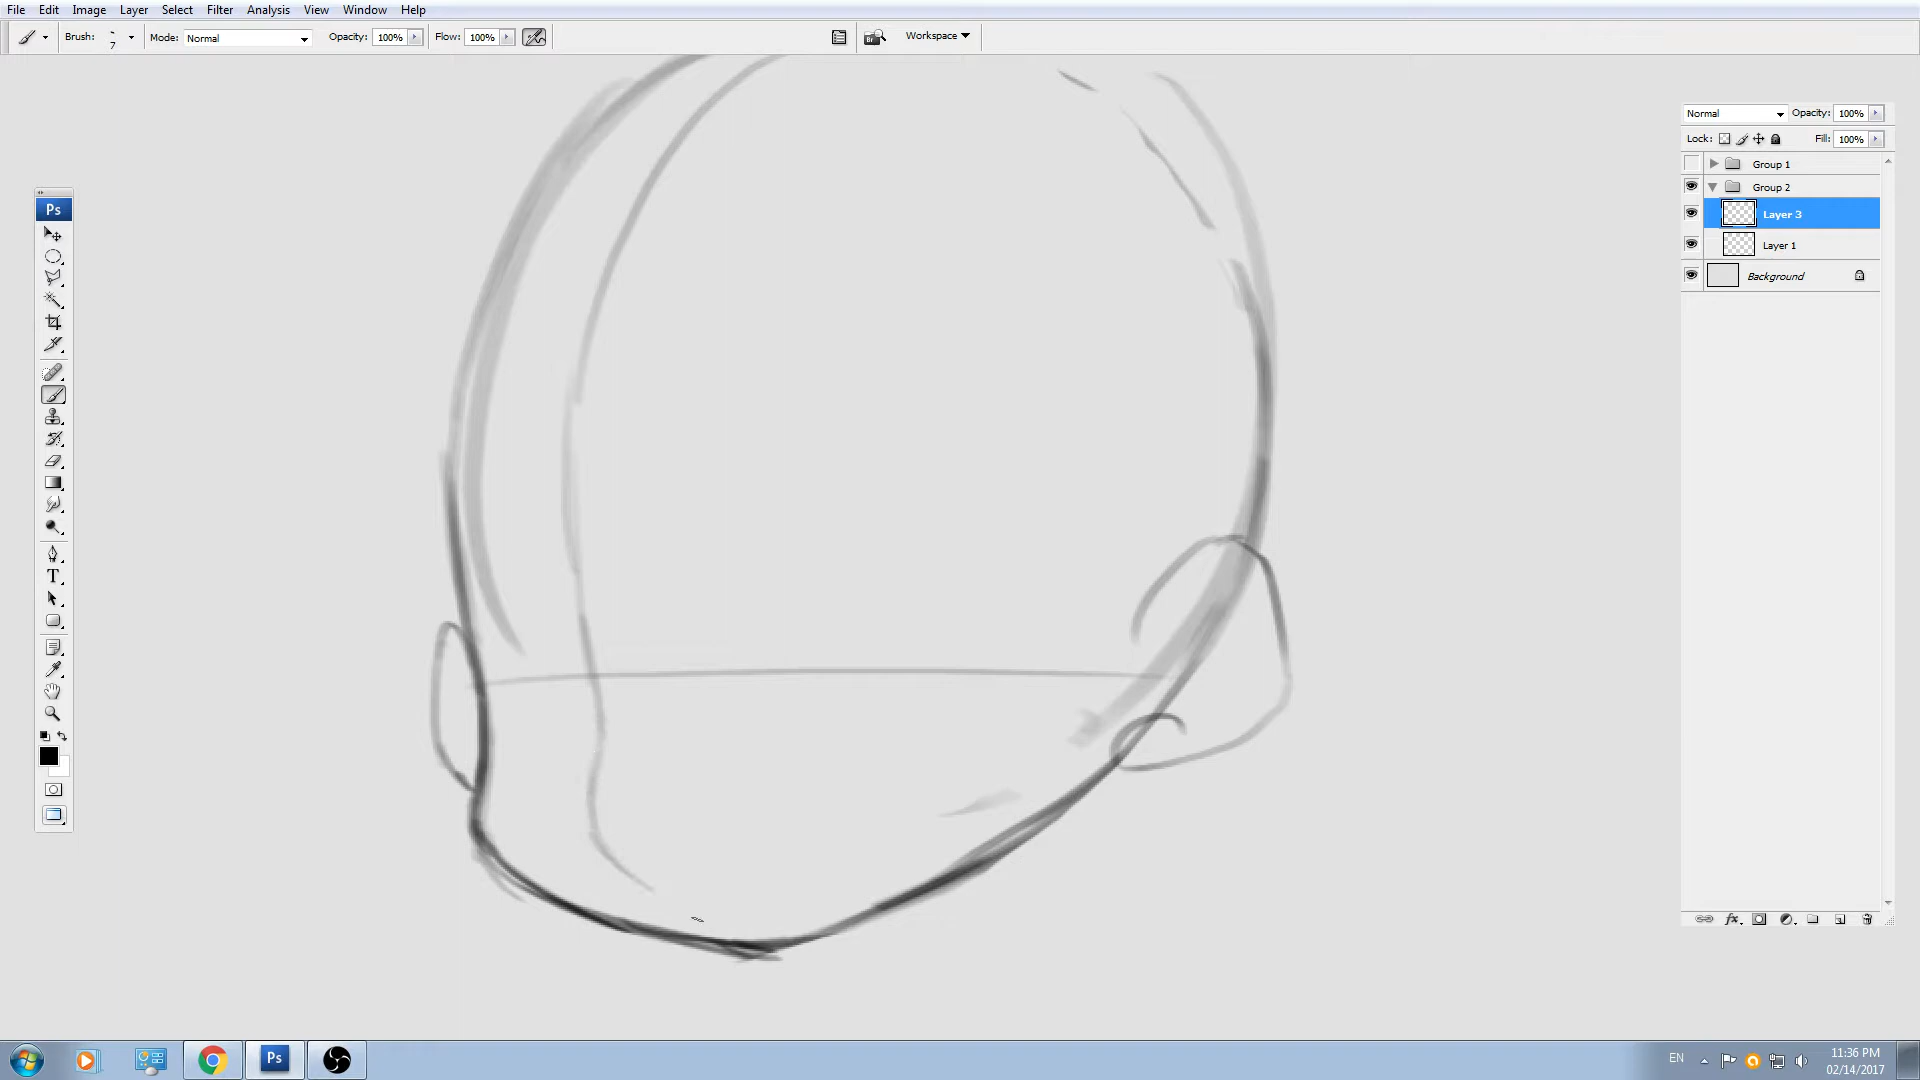 File Edit Image Layer Select Filter Analysis View Window Help
Brush: 7 Mode: Normal Opacity: 100% Flow: 100% Workspace
Normal Opacity: 100%
Lock: Fill: 100%
Group 1
Group 2
Layer 3
Layer 1
Background
Ps
T
fx
Ps
EN 11:36 PM
02/14/2017